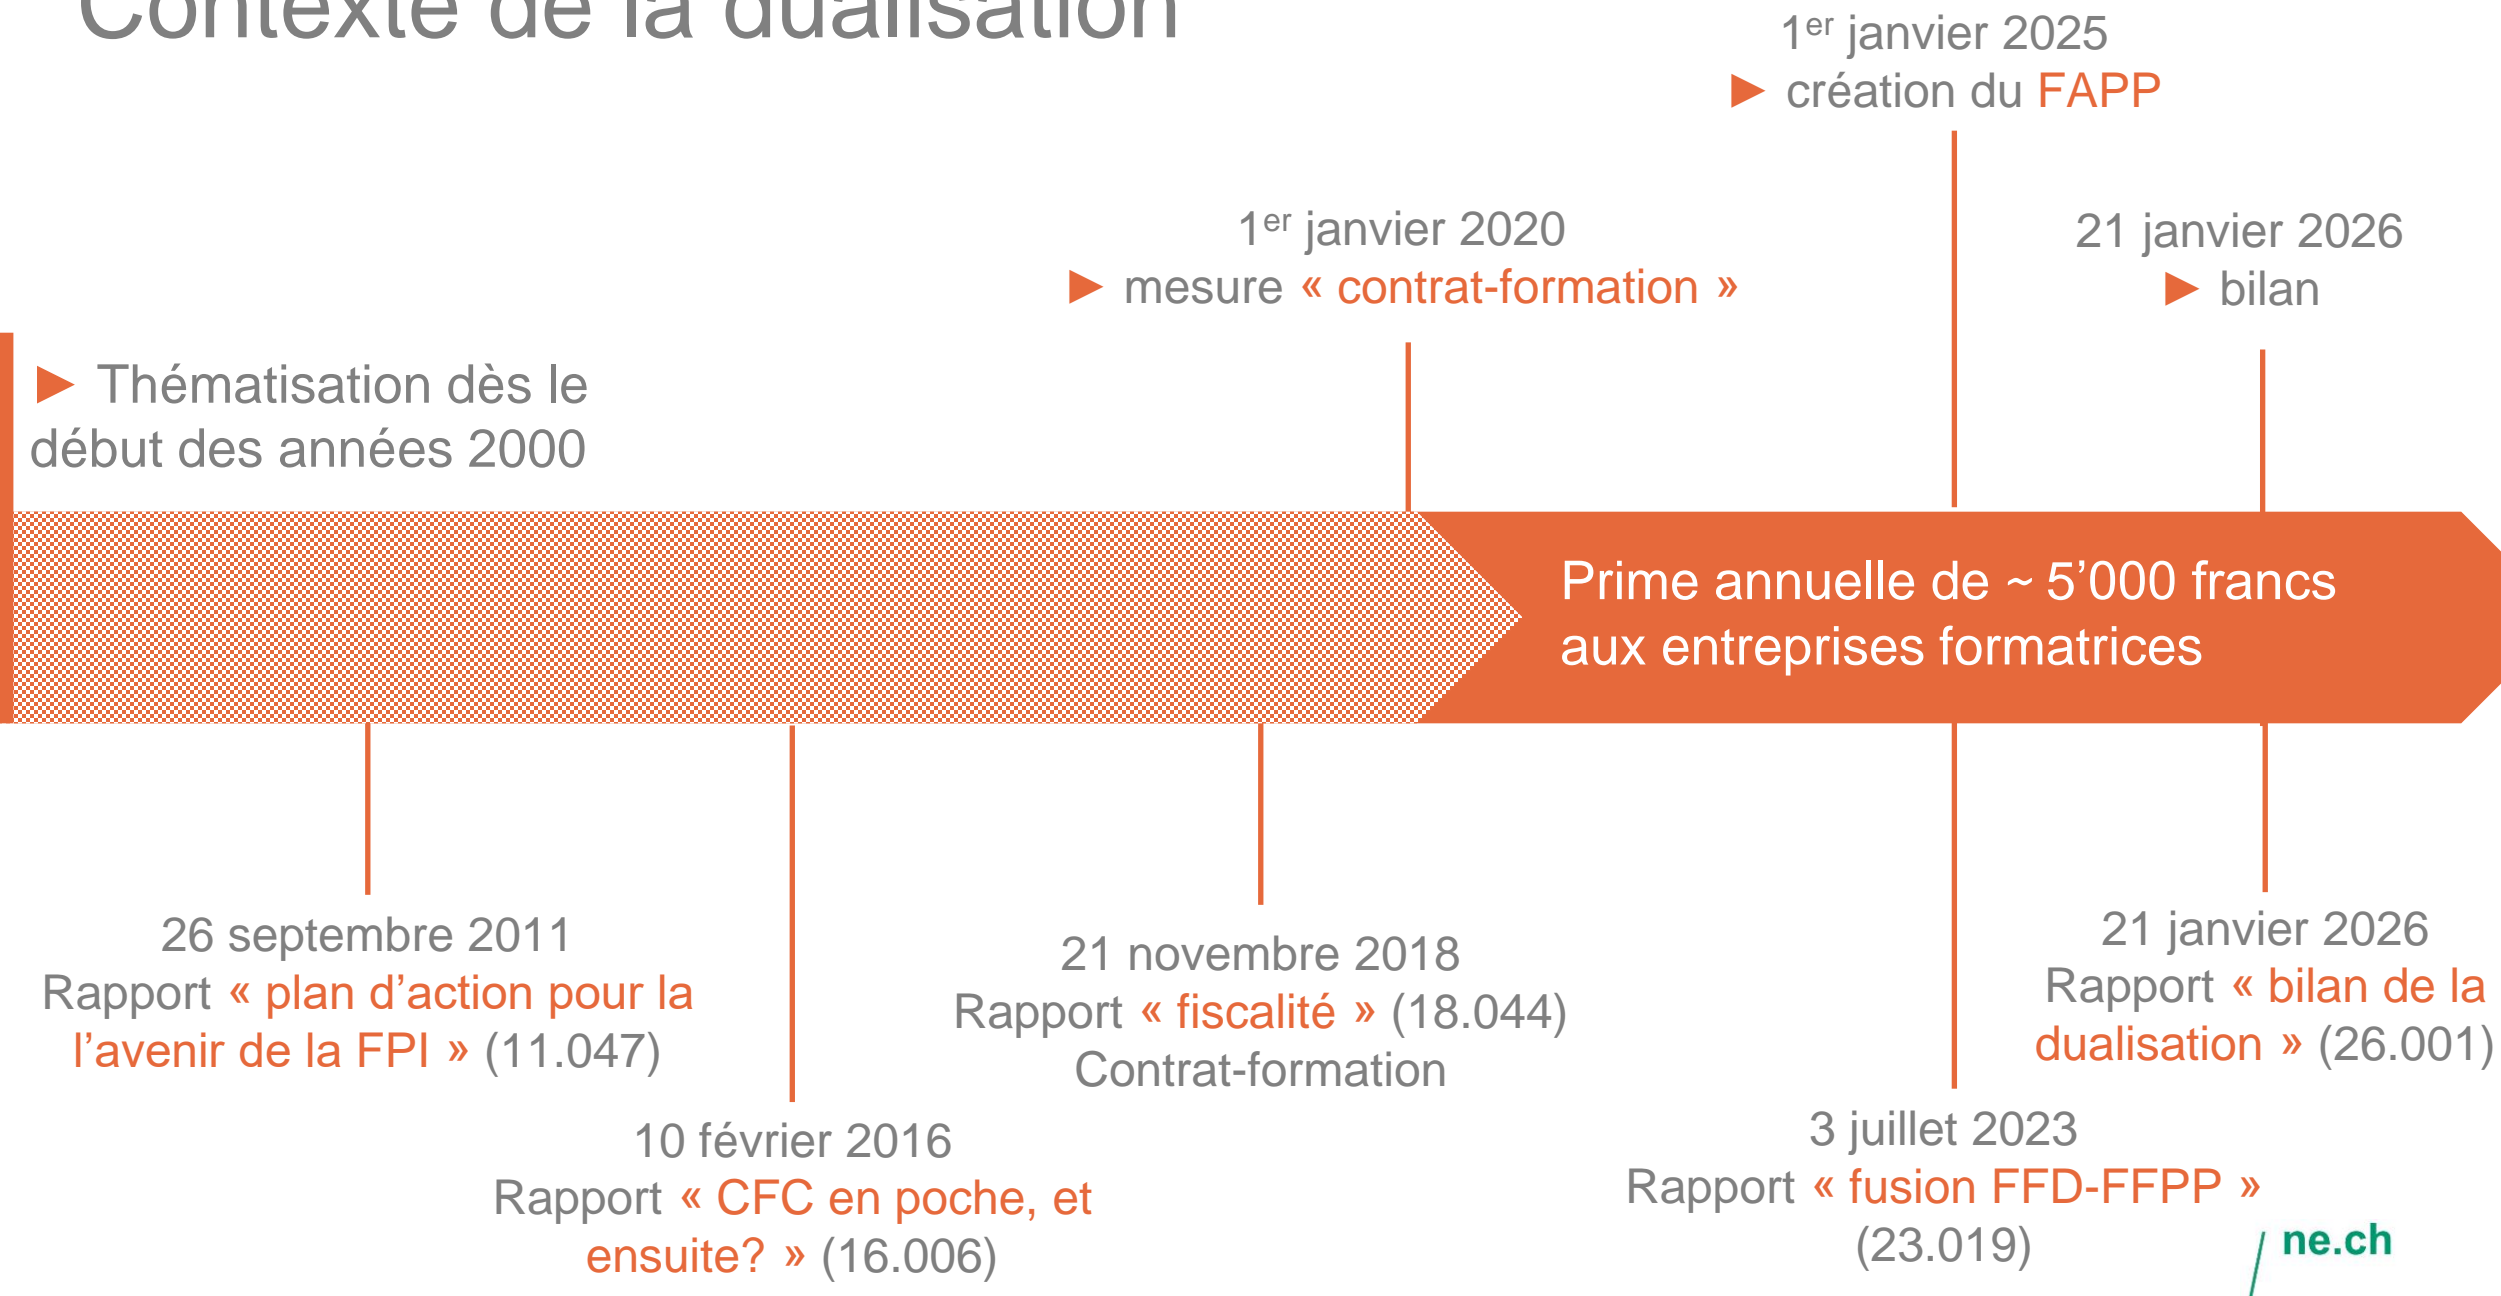 Contexte de la dualisation
1er janvier 2025
► création du FAPP
1er janvier 2020
► mesure « contrat-formation »
21 janvier 2026
► bilan
► Thématisation dès le
début des années 2000
Prime annuelle de ~ 5’000 francs
aux entreprises formatrices
26 septembre 2011
Rapport « plan d’action pour la
l’avenir de la FPI » (11.047)
10 février 2016
Rapport « CFC en poche, et
ensuite? » (16.006)
21 novembre 2018
Rapport « fiscalité » (18.044)
Contrat-formation
3 juillet 2023
Rapport « fusion FFD-FFPP »
(23.019)
21 janvier 2026
Rapport « bilan de la
dualisation » (26.001)
ne.ch